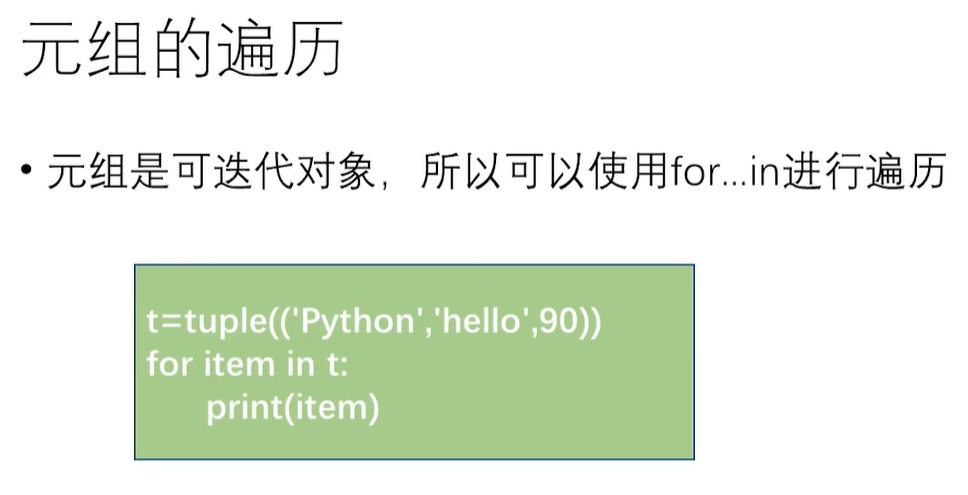 元组的遍历
• 元组是可迭代对象，所以可以使用for...in进行遍历
t=tuple(('Python','hello',90))
for item in t:
    print(item)